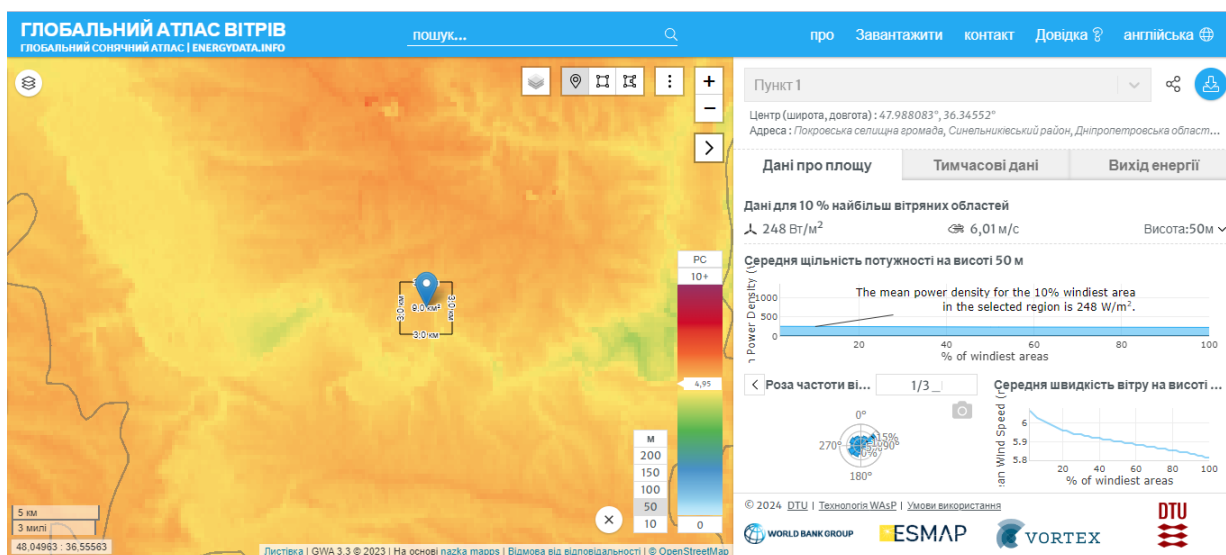 ГЛОБАЛЬНИЙ АТЛАС ВІТРІВ
ГЛОБАЛЬНИЙ СОНЯЧНИЙ АТЛАС | ENERGYDATA.INFO
пошук...
про Завантажити контакт Довідка англійська
Пункт 1
Центр (широта, довгота) : 47.988083°, 36.34552°
Адреса : Покровська селищна громада, Синельниківський район, Дніпропетровська област...
Дані про площу Тимчасові дані Вихід енергії
Дані для 10 % найбільш вітряних областей
248 Вт/м² 6,01 м/с Висота:50м
Середня щільність потужності на висоті 50 м
The mean power density for the 10% windiest area
in the selected region is 248 W/m².
n Power Density (
1000
500
0
20 40 60 80 100
% of windiest areas
Роза частоти ві... 1/3 _
0°
270° 90°
15%
180°
Середня швидкість вітру на висоті ...
an Wind Speed (
6
5.9
5.8
20 40 60 80 100
% of windiest areas
© 2024 DTU | Технологія WAsP | Умови використання
WORLD BANK GROUP ESMAP VORTEX DTU
3,0 км
9,0 км²
3,0 км
3,0 км
РС
10+
4,95
0
м
200
150
100
50
10
5 км
3 милі
48,04963 : 36,55563
Листівка | GWA 3.3 © 2023 | На основі nazka mapps | Відмова від відповідальності | © OpenStreetMap